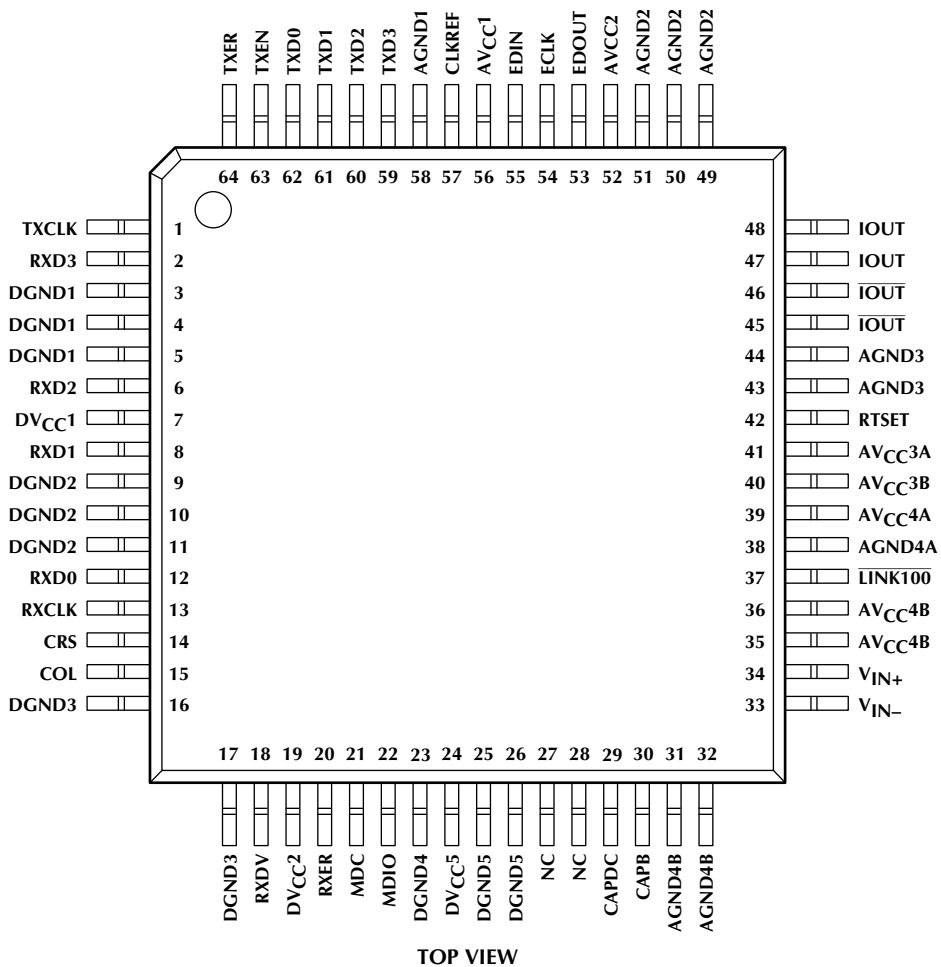 TXER TXEN TXD0 TXD1 TXD2 TXD3 AGND1 CLKREF AVCC1 EDIN ECLK EDOUT AVCC2 AGND2 AGND2 AGND2
64 63 62 61 60 59 58 57 56 55 54 53 52 51 50 49
TXCLK 1 48 IOUT
RXD3 2 47 IOUT
DGND1 3 46 IOUT
DGND1 4 45 IOUT
DGND1 5 44 AGND3
RXD2 6 43 AGND3
DVCC1 7 42 RTSET
RXD1 8 41 AVCC3A
DGND2 9 40 AVCC3B
DGND2 10 39 AVCC4A
DGND2 11 38 AGND4A
RXD0 12 37 LINK100
RXCLK 13 36 AVCC4B
CRS 14 35 AVCC4B
COL 15 34 VIN+
DGND3 16 33 VIN–
17 18 19 20 21 22 23 24 25 26 27 28 29 30 31 32
DGND3 RXDV DVCC2 RXER MDC MDIO DGND4 DVCC5 DGND5 DGND5 NC NC CAPDC CAPB AGND4B AGND4B
TOP VIEW